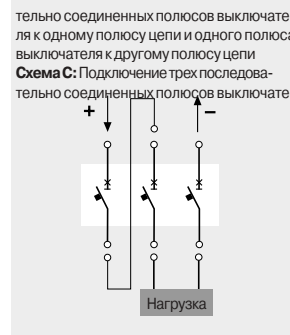 тельно соединенных полюсов выключате
ля к одному полюсу цепи и одного полюса
выключателя к другому полюсу цепи
Схема С: Подключение трех последова-
тельно соединенных полюсов выключате
+ –
Нагрузка